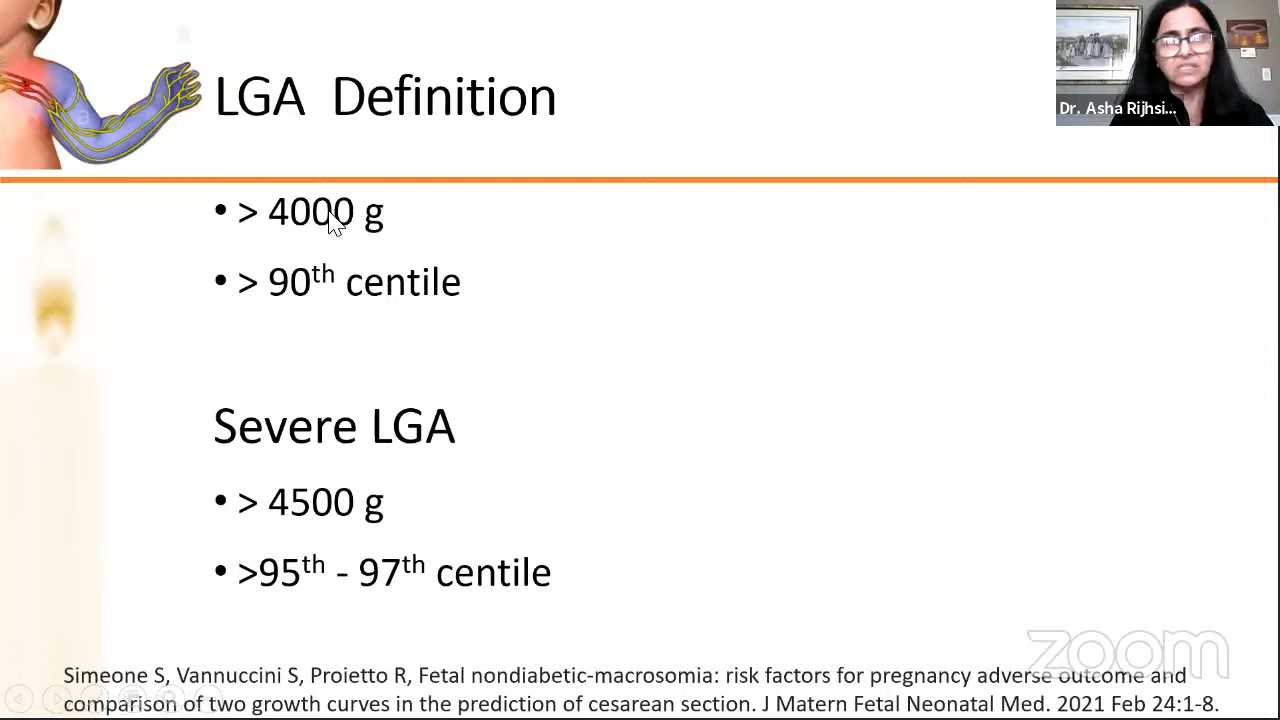 LGA Definition
Dr. Asha Rijhsi...
• > 4000 g
• > 90th centile
Severe LGA
• > 4500 g
• >95th - 97th centile
zoom
Simeone S, Vannuccini S, Proietto R, Fetal nondiabetic-macrosomia: risk factors for pregnancy adverse outcome and
comparison of two growth curves in the prediction of cesarean section. J Matern Fetal Neonatal Med. 2021 Feb 24:1-8.